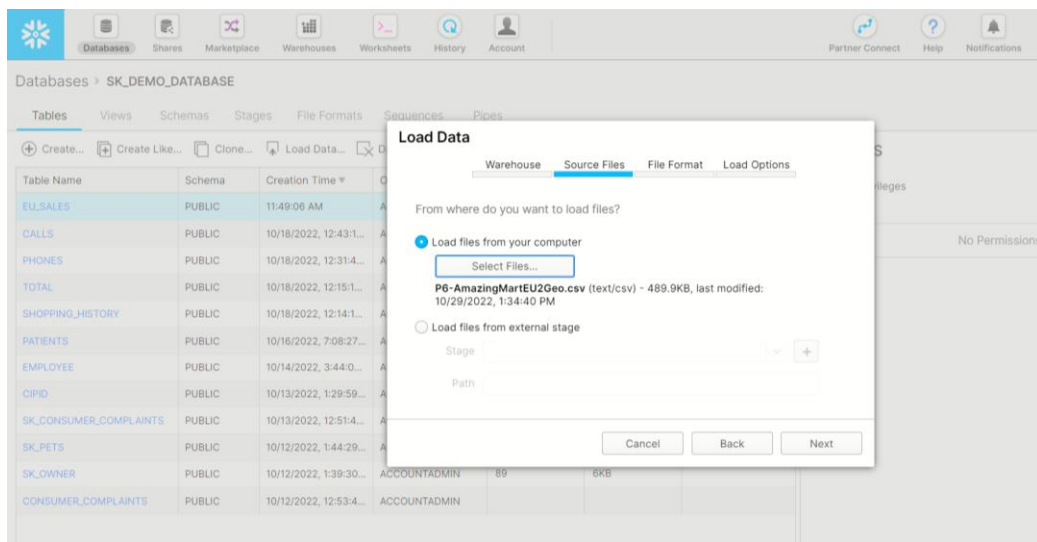 Databases Shares Marketplace Warehouses Worksheets History Account Partner Connect Help Notifications
Databases > SK_DEMO_DATABASE
Tables Views Schemas Stages File Formats Sequences Pipes
Create... Create Like... Clone... Load Data... D
Table Name Schema Creation Time
EU_SALES PUBLIC 11:49:06 AM
CALLS PUBLIC 10/18/2022, 12:43:1...
PHONES PUBLIC 10/18/2022, 12:31:4...
TOTAL PUBLIC 10/18/2022, 12:15:1...
SHOPPING_HISTORY PUBLIC 10/18/2022, 12:14:1...
PATIENTS PUBLIC 10/16/2022, 7:08:27...
EMPLOYEE PUBLIC 10/14/2022, 3:44:0...
CIPID PUBLIC 10/13/2022, 1:29:59...
SK_CONSUMER_COMPLAINTS PUBLIC 10/13/2022, 12:51:4...
SK_PETS PUBLIC 10/12/2022, 1:44:29...
SK_OWNER PUBLIC 10/12/2022, 1:39:30... ACCOUNTADMIN 89 6KB
CONSUMER_COMPLAINTS PUBLIC 10/12/2022, 12:53:4... ACCOUNTADMIN
Load Data
Warehouse Source Files File Format Load Options
From where do you want to load files?
Load files from your computer
Select Files...
P6-AmazingMartEU2Geo.csv (text/csv) - 489.9KB, last modified:
10/29/2022, 1:34:40 PM
Load files from external stage
Stage
Path
Cancel Back Next
No Permissions